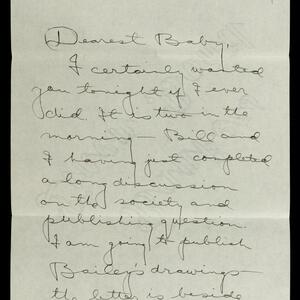 Dearest Baby,
I certainly wanted
you tonight if I ever
did. It is two in the
morning — Bill and
I having just completed
a long discussion
on the society and
publishing question.
I am going to publish
Bailey's drawings —
the letter is beside